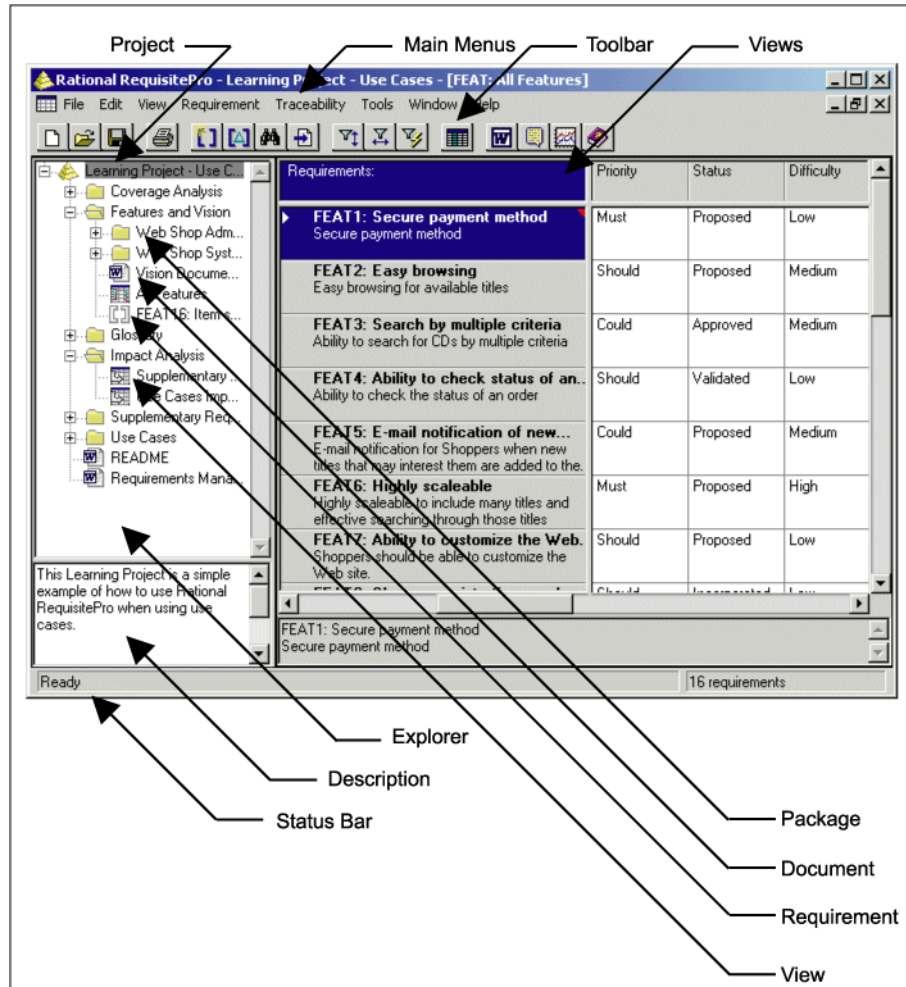 Project
Main Menus
Toolbar
Views
Rational RequisitePro - Learning Project - Use Cases - [FEAT: All Features]
File Edit View Requirement Traceability Tools Window Help
Learning Project - Use C...
Coverage Analysis
Features and Vision
Web Shop Adm...
Web Shop Syst...
Vision Docume...
All Features
FEAT16: Item s...
Glossary
Impact Analysis
Supplementary ...
Use Cases Imp...
Supplementary Req...
Use Cases
README
Requirements Mana...
This Learning Project is a simple
example of how to use Rational
RequisitePro when using use
cases.
Requirements: Priority Status Difficulty
FEAT1: Secure payment method Must Proposed Low
Secure payment method
FEAT2: Easy browsing Should Proposed Medium
Easy browsing for available titles
FEAT3: Search by multiple criteria Could Approved Medium
Ability to search for CDs by multiple criteria
FEAT4: Ability to check status of an.. Should Validated Low
Ability to check the status of an order
FEAT5: E-mail notification of new... Could Proposed Medium
E-mail notification for Shoppers when new
titles that may interest them are added to the.
FEAT6: Highly scaleable Must Proposed High
Highly scaleable to include many titles and
effective searching through those titles
FEAT7: Ability to customize the Web. Should Proposed Low
Shoppers should be able to customize the
Web site.
FEAT1: Secure payment method
Secure payment method
Ready
16 requirements
Explorer
Description
Status Bar
Package
Document
Requirement
View